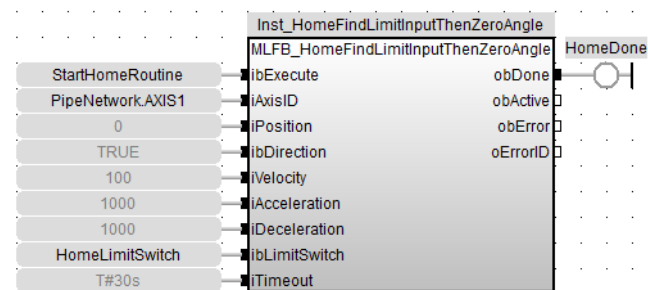 Inst_HomeFindLimitInputThenZeroAngle
MLFB_HomeFindLimitInputThenZeroAngle HomeDone
StartHomeRoutine ibExecute obDone
PipeNetwork.AXIS1 iAxisID obActive
0 iPosition obError
TRUE ibDirection oErrorID
100 iVelocity
1000 iAcceleration
1000 iDeceleration
HomeLimitSwitch ibLimitSwitch
T#30s iTimeout